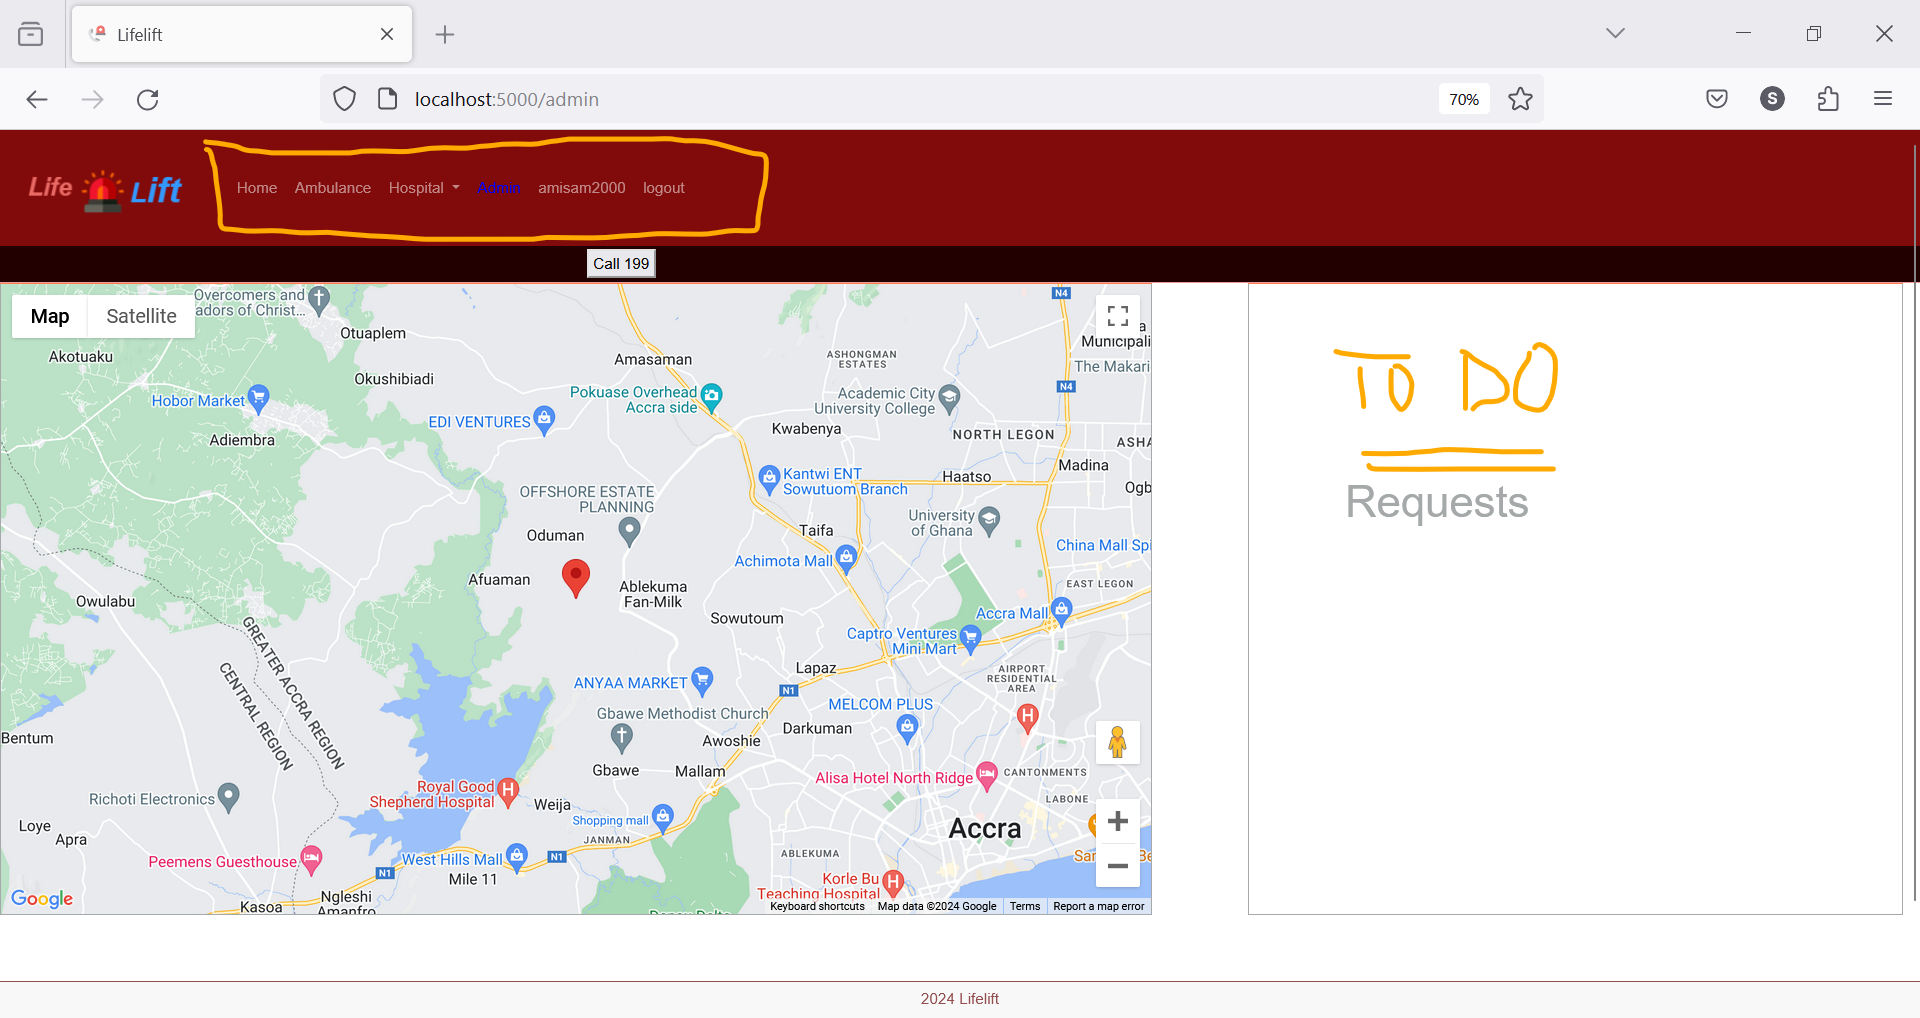 Lifelift
localhost:5000/admin
70%
S
Life Lift
Home Ambulance Hospital Admin amisam2000 logout
Call 199
Map Satellite
Overcomers and
adors of Christ...
Otuaplem
Akotuaku
Okushibiadi
Hobor Market
Adiembra
EDI VENTURES
Amasaman
Pokuase Overhead
Accra side
ASHONGMAN
ESTATES
Academic City
University College
Kwabenya
N4
Municipali
The Makari
N4
NORTH LEGON
ASHA
Madina
Haatso
Ogb
Kantwi ENT
Sowutuom Branch
OFFSHORE ESTATE
PLANNING
Oduman
Taifa
University
of Ghana
Achimota Mall
China Mall Spi
EAST LEGON
Afuaman
Ablekuma
Fan-Milk
Owulabu
Sowutoum
Accra Mall
Captro Ventures
Mini Mart
GREATER ACCRA REGION
CENTRAL REGION
Lapaz
AIRPORT
RESIDENTIAL
AREA
ANYAA MARKET
N1
MELCOM PLUS
H
Gbawe Methodist Church
Darkuman
Bentum
Awoshie
Gbawe
Mallam
Alisa Hotel North Ridge
CANTONMENTS
Royal Good
Shepherd Hospital
H
Richoti Electronics
Weija
LABONE
Shopping mall
Loye
Apra
JANMAN
Accra
Peemens Guesthouse
West Hills Mall
N1
Mile 11
N1
ABLEKUMA
Korle Bu
Teaching Hospital
H
Ngleshi
Amanfro
Kasoa
Google
Keyboard shortcuts Map data ©2024 Google Terms Report a map error
TO DO
Requests
2024 Lifelift